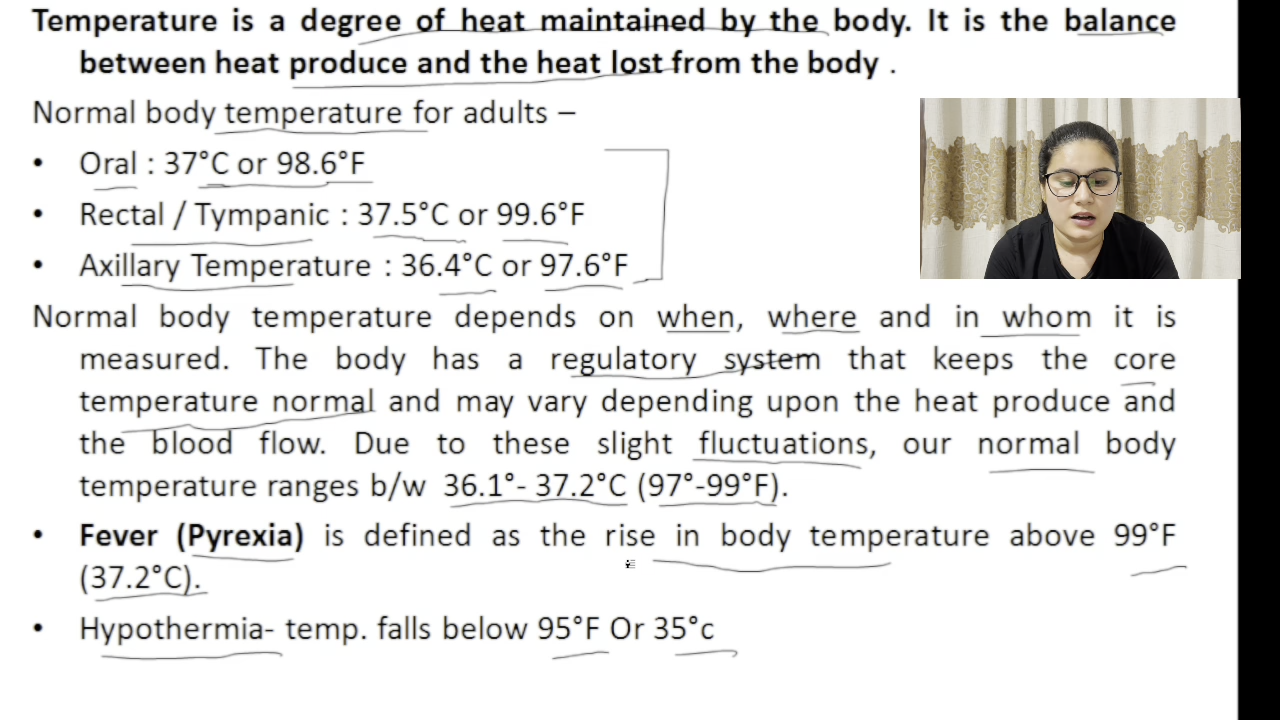 Temperature is a degree of heat maintained by the body. It is the balance
between heat produce and the heat lost from the body .
Normal body temperature for adults –
• Oral : 37°C or 98.6°F
• Rectal / Tympanic : 37.5°C or 99.6°F
• Axillary Temperature : 36.4°C or 97.6°F
Normal body temperature depends on when, where and in whom it is
measured. The body has a regulatory system that keeps the core
temperature normal and may vary depending upon the heat produce and
the blood flow. Due to these slight fluctuations, our normal body
temperature ranges b/w 36.1°- 37.2°C (97°-99°F).
• Fever (Pyrexia) is defined as the rise in body temperature above 99°F
(37.2°C).
• Hypothermia- temp. falls below 95°F Or 35°c